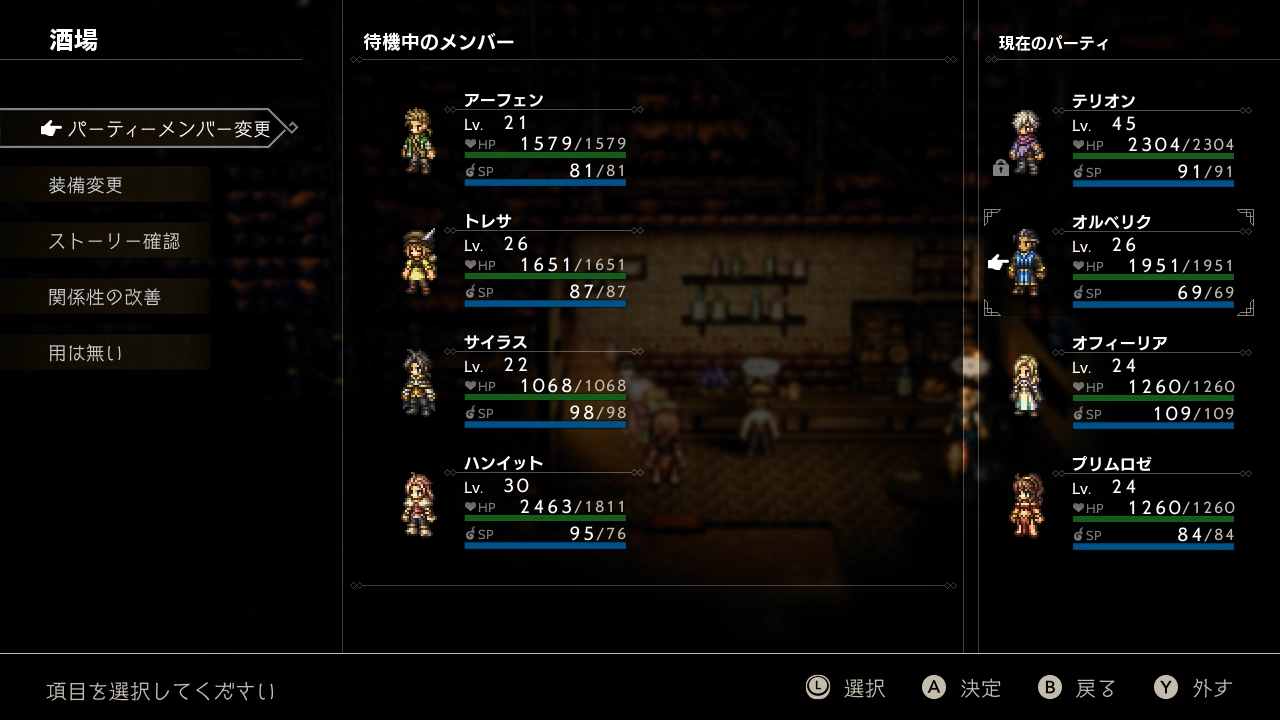 酒場
パーティーメンバー変更
装備変更
ストーリー確認
関係性の改善
用は無い
待機中のメンバー
アーフェン
Lv. 21
HP 1579/1579
SP 81/81
トレサ
Lv. 26
HP 1651/1651
SP 87/87
サイラス
Lv. 22
HP 1068/1068
SP 98/98
ハンイット
Lv. 30
HP 2463/1811
SP 95/76
現在のパーティ
テリオン
Lv. 45
HP 2304/2304
SP 91/91
オルベリク
Lv. 26
HP 1951/1951
SP 69/69
オフィーリア
Lv. 24
HP 1260/1260
SP 109/109
プリムロゼ
Lv. 24
HP 1260/1260
SP 84/84
項目を選択してください
L 選択 A 決定 B 戻る Y 外す